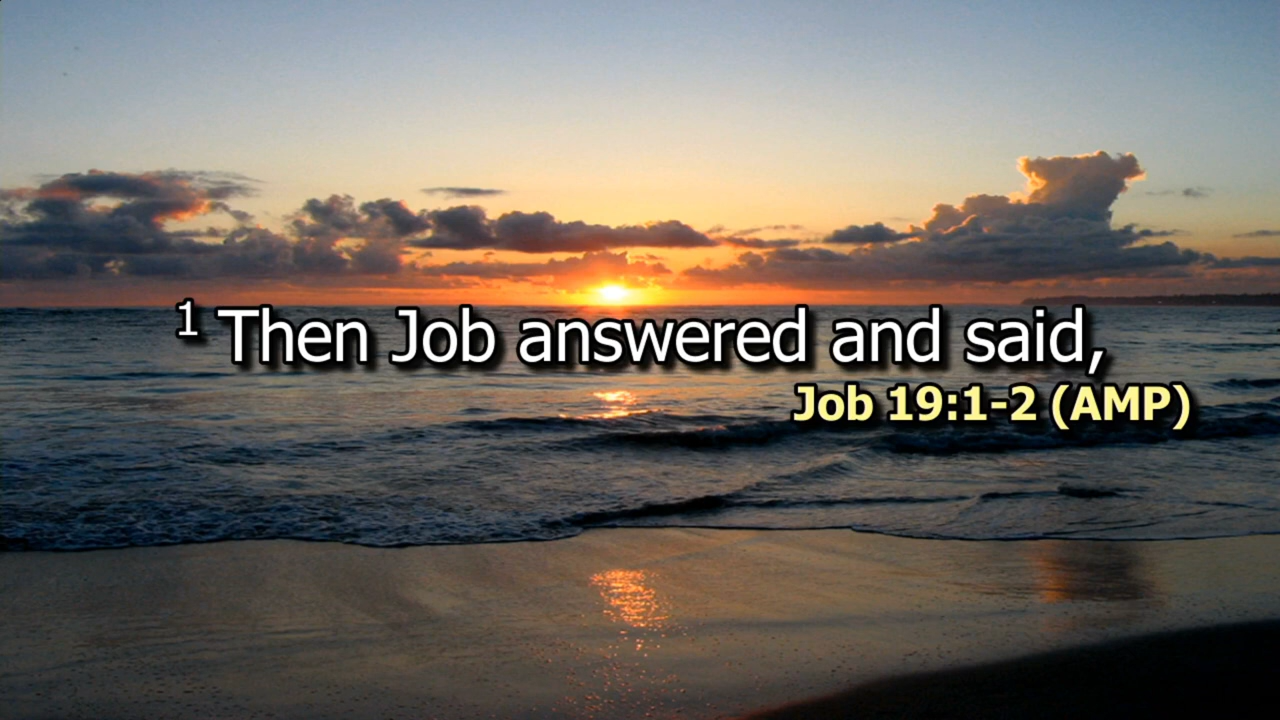 1 Then Job answered and said,
Job 19:1-2 (AMP)